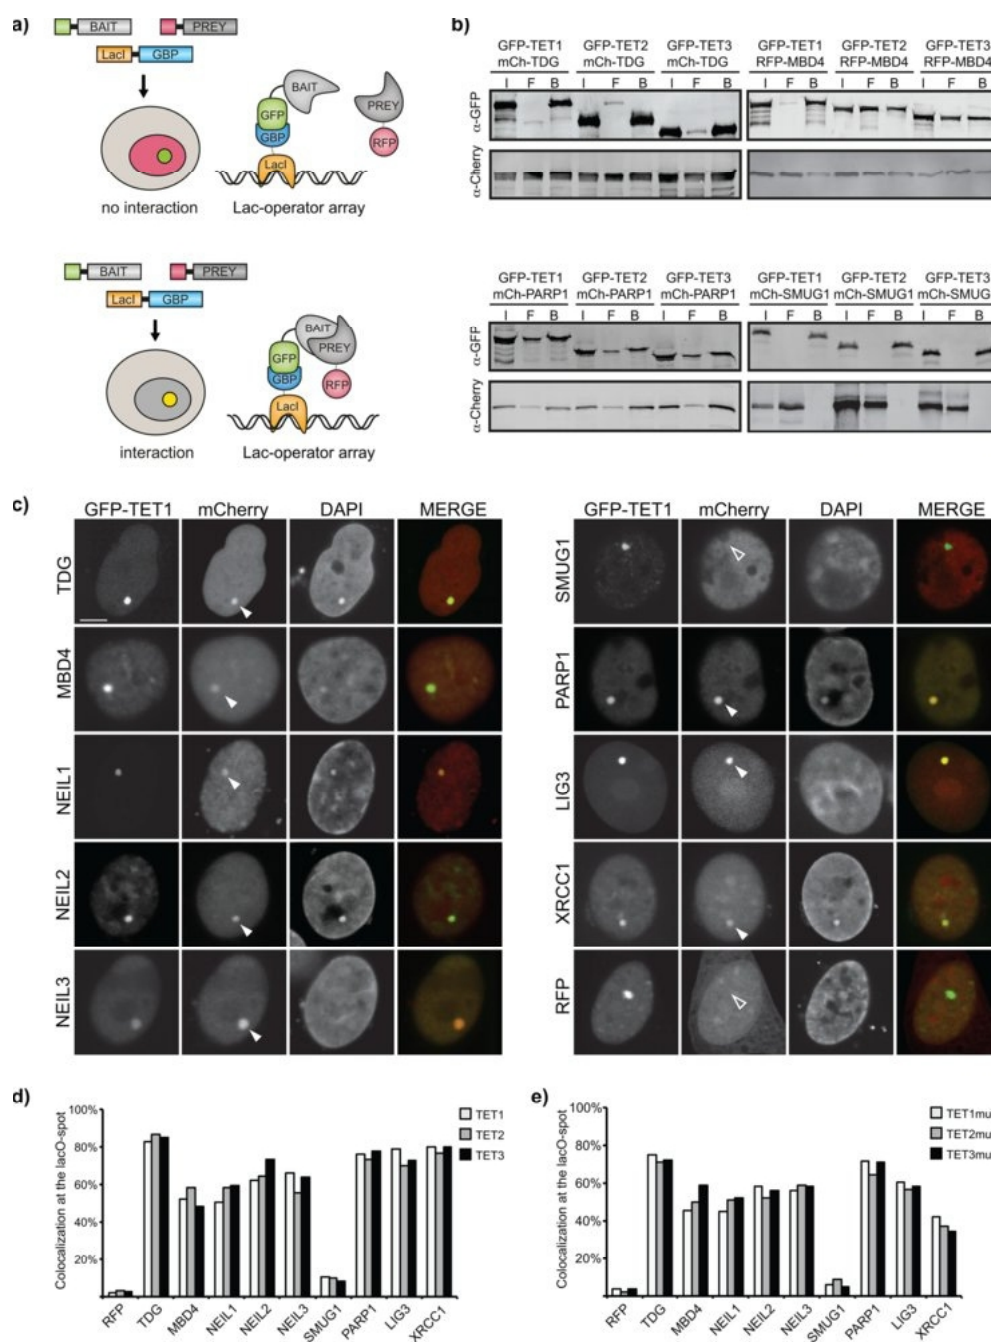 a)
BAIT PREY
LacI GBP
BAIT
PREY
GFP
GBP
RFP
LacI
no interaction Lac-operator array
BAIT PREY
LacI GBP
BAIT
PREY
GFP
GBP
RFP
LacI
interaction Lac-operator array
b)
GFP-TET1 GFP-TET2 GFP-TET3 GFP-TET1 GFP-TET2 GFP-TET3
mCh-TDG mCh-TDG mCh-TDG RFP-MBD4 RFP-MBD4 RFP-MBD4
I F B I F B I F B I F B I F B I F B
α-GFP
α-Cherry
GFP-TET1 GFP-TET2 GFP-TET3 GFP-TET1 GFP-TET2 GFP-TET3
mCh-PARP1 mCh-PARP1 mCh-PARP1 mCh-SMUG1 mCh-SMUG1 mCh-SMUG
I F B I F B I F B I F B I F B I F B
α-GFP
α-Cherry
c)
GFP-TET1 mCherry DAPI MERGE
TDG
MBD4
NEIL1
NEIL2
NEIL3
GFP-TET1 mCherry DAPI MERGE
SMUG1
PARP1
LIG3
XRCC1
RFP
d)
Colocalization at the lacO-spot
100%
80%
60%
40%
20%
TET1
TET2
TET3
RFP TDG MBD4 NEIL1 NEIL2 NEIL3 SMUG1 PARP1 LIG3 XRCC1
e)
Colocalization at the lacO-spot
100%
80%
60%
40%
20%
TET1mu
TET2mu
TET3mu
RFP TDG MBD4 NEIL1 NEIL2 NEIL3 SMUG1 PARP1 LIG3 XRCC1